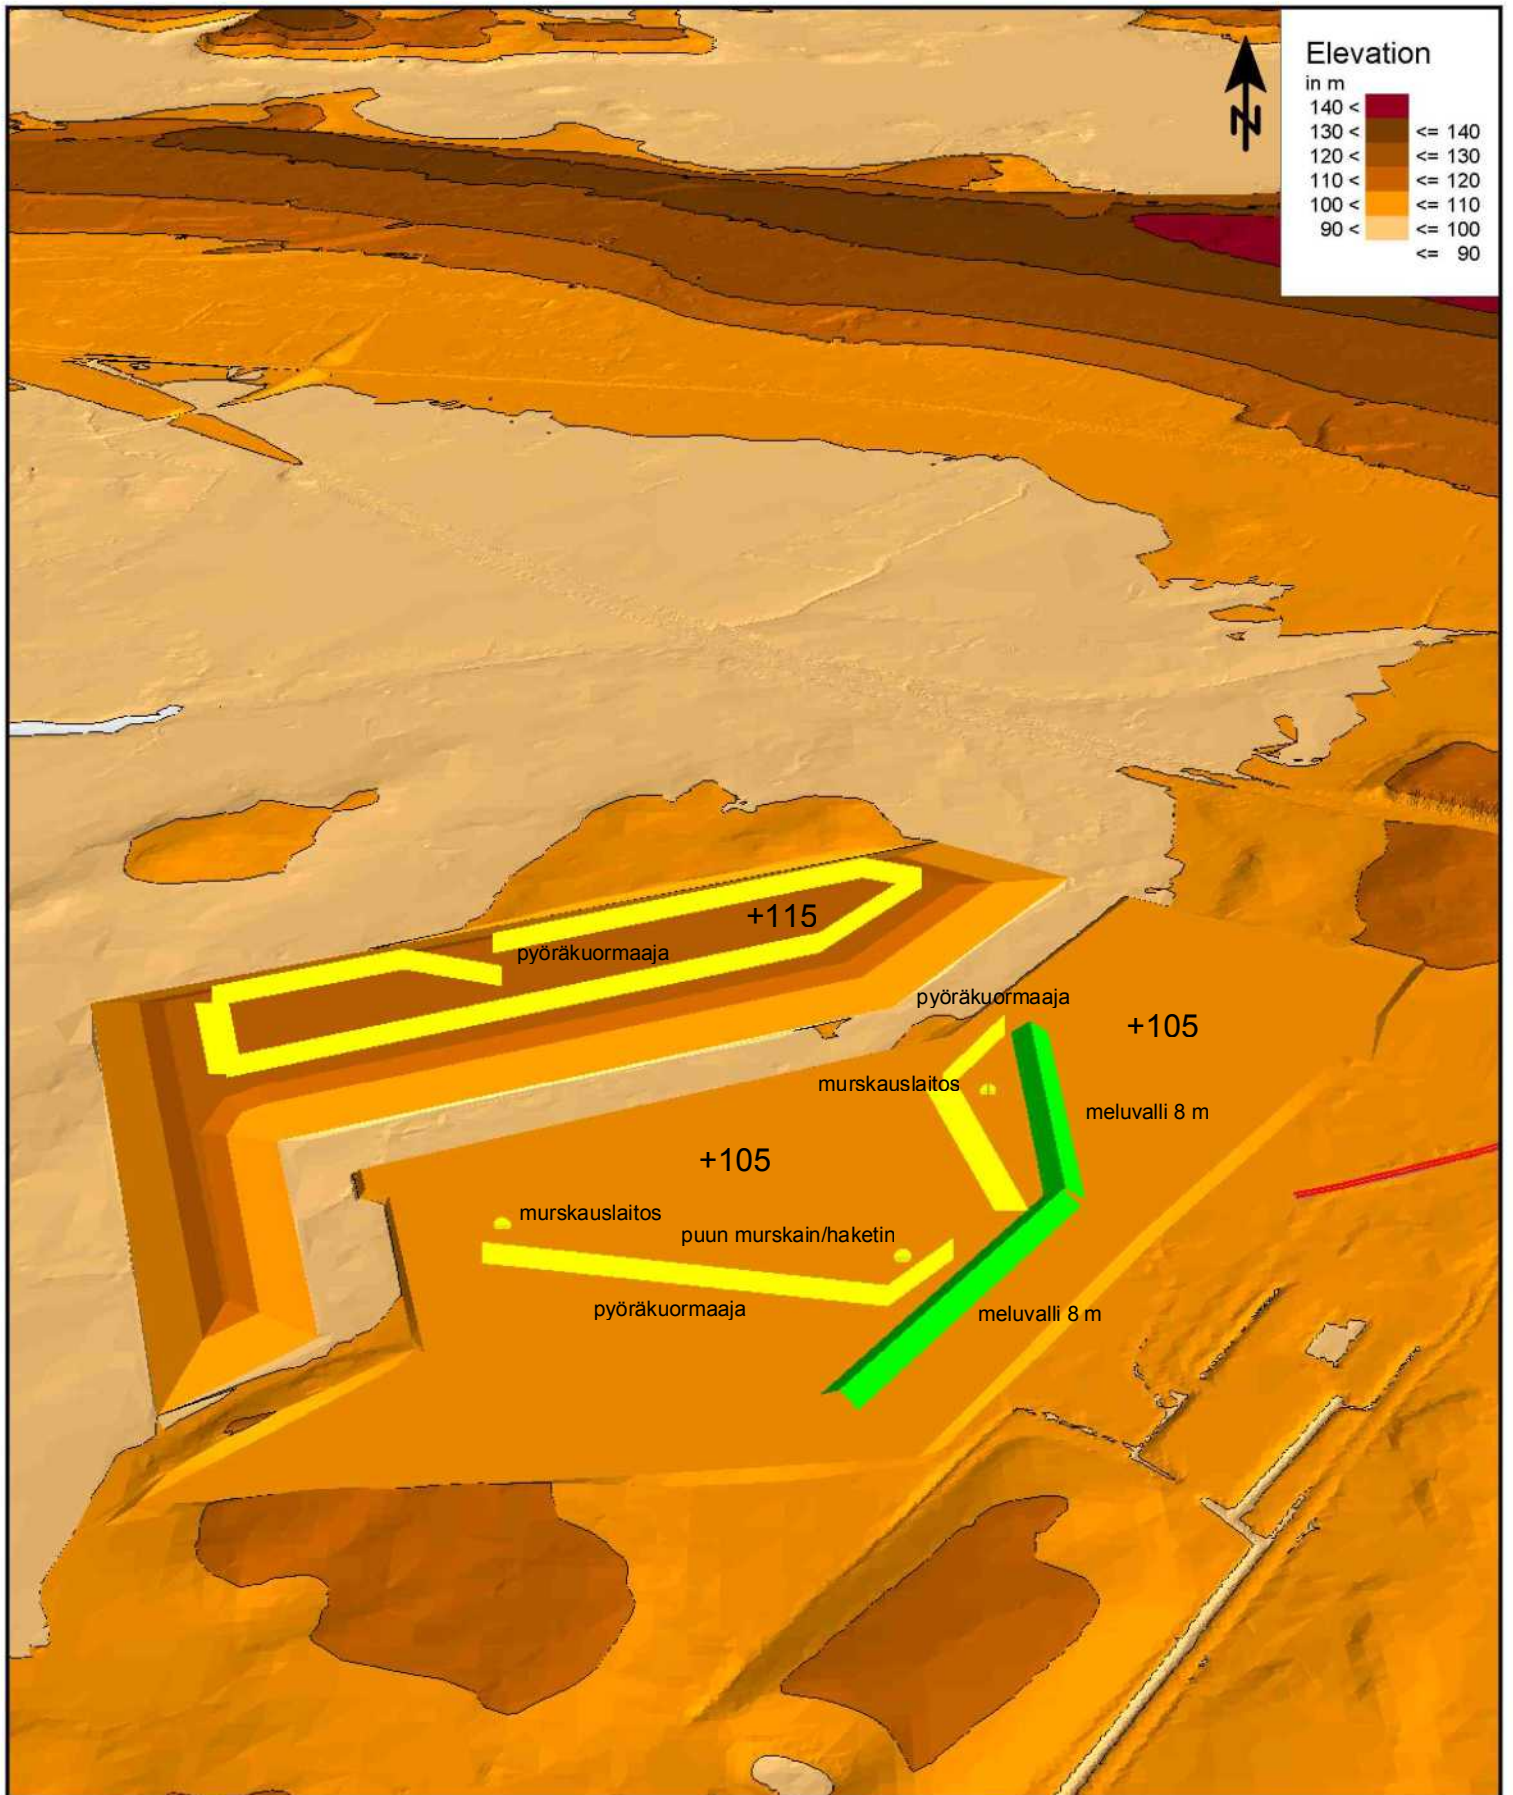 Elevation
in m
140 <
130 < <= 140
120 < <= 130
110 < <= 120
100 < <= 110
90 < <= 100
<= 90
N
+115
pyöräkuormaaja
pyöräkuormaaja
+105
murskauslaitos
meluvalli 8 m
+105
murskauslaitos
puun murskain/haketin
pyöräkuormaaja
meluvalli 8 m